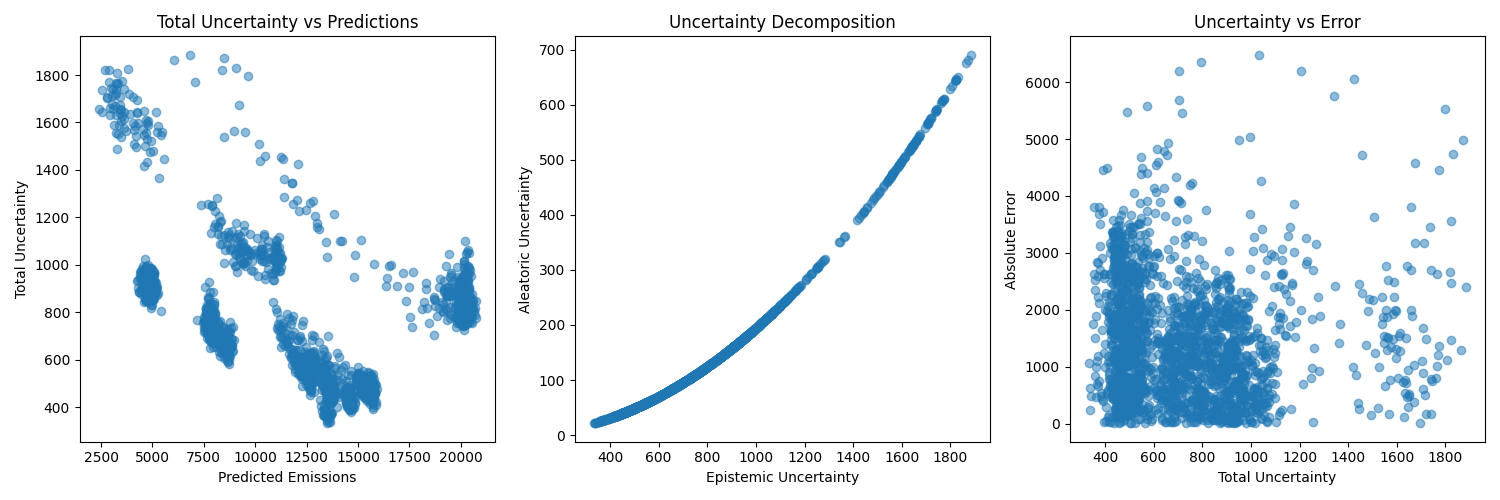 Total Uncertainty vs Predictions
Total Uncertainty
1800
1600
1400
1200
1000
800
600
400
2500 5000 7500 10000 12500 15000 17500 20000
Predicted Emissions
Uncertainty Decomposition
Aleatoric Uncertainty
700
600
500
400
300
200
100
0
400 600 800 1000 1200 1400 1600 1800
Epistemic Uncertainty
Uncertainty vs Error
Absolute Error
6000
5000
4000
3000
2000
1000
0
400 600 800 1000 1200 1400 1600 1800
Total Uncertainty